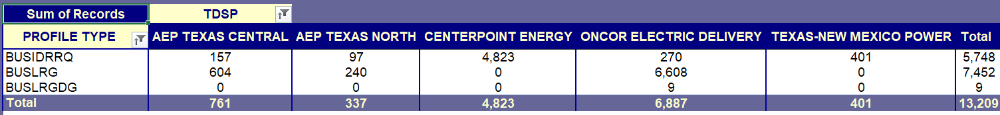 Sum of Records TDSP
PROFILE TYPE AEP TEXAS CENTRAL AEP TEXAS NORTH CENTERPOINT ENERGY ONCOR ELECTRIC DELIVERY TEXAS-NEW MEXICO POWER Total
BUSIDRRQ 157 97 4,823 270 401 5,748
BUSLRG 604 240 0 6,608 0 7,452
BUSLRGDG 0 0 0 9 0 9
Total 761 337 4,823 6,887 401 13,209